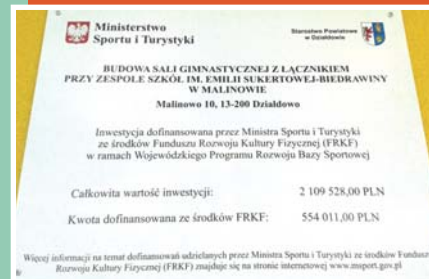 Ministerstwo
Sportu i Turystyki
Starostwo Powiatowe
w Działdowie
BUDOWA SALI GIMNASTYCZNEJ Z ŁĄCZNIKIEM
PRZY ZESPOLE SZKÓŁ IM. EMILII SUKERTOWEJ-BIEDRAWINY
W MALINOWIE
Malinowo 10, 13-200 Działdowo
Inwestycja dofinansowana przez Ministra Sportu i Turystyki
ze środków Funduszu Rozwoju Kultury Fizycznej (FRKF)
w ramach Wojewódzkiego Programu Rozwoju Bazy Sportowej
Całkowita wartość inwestycji: 2 109 528,00 PLN
Kwota dofinansowana ze środków FRKF: 554 011,00 PLN
Więcej informacji na temat dofinansowań udzielanych przez Ministra Sportu i Turystyki ze środków Fundusz
Rozwoju Kultury Fizycznej (FRKF) znajduje się na stronie internetowej www.msport.gov.pl